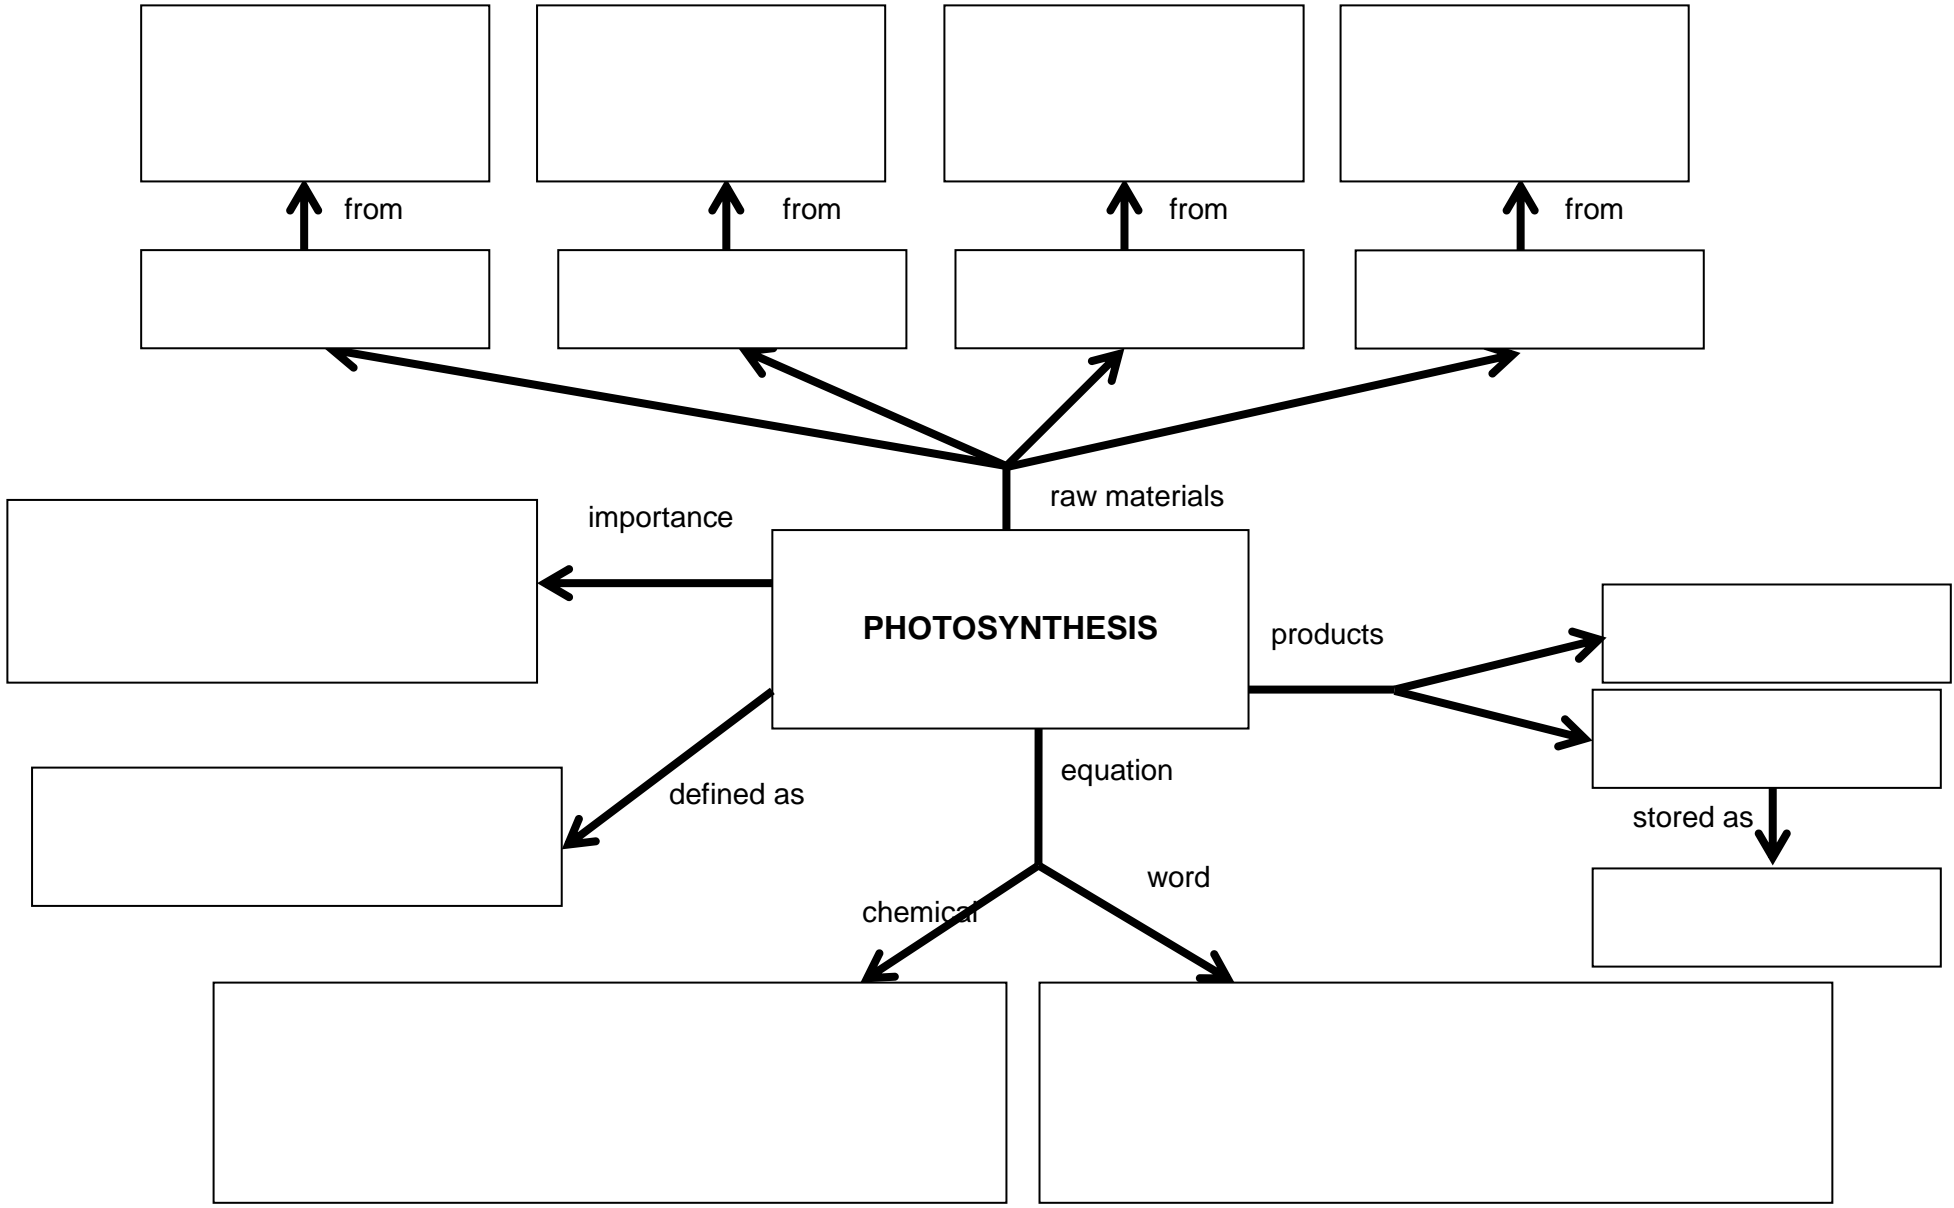 from
from
from
from
raw materials
importance
PHOTOSYNTHESIS
products
equation
defined as
stored as
word
chemical